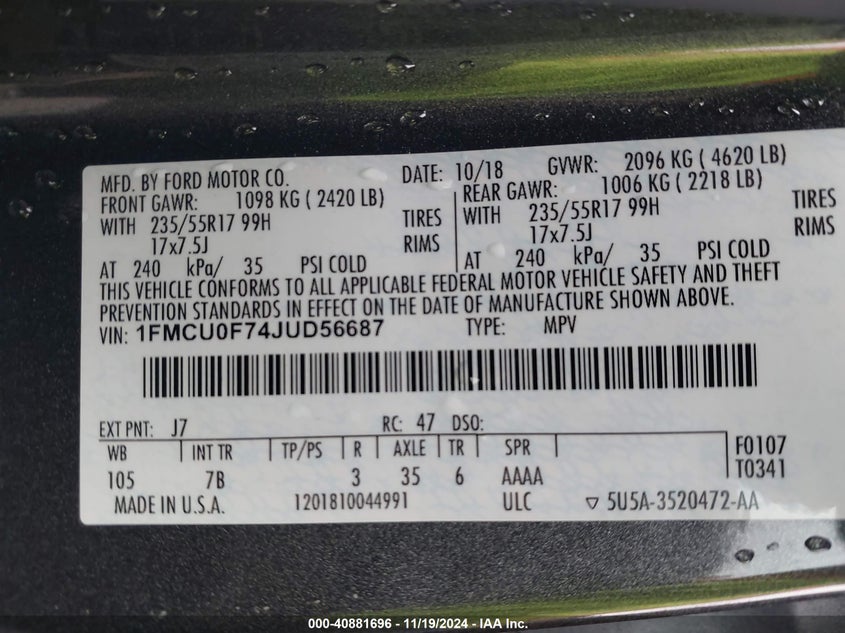 MFD. BY FORD MOTOR CO. DATE: 10/18 GVWR: 2096 KG ( 4620 LB)
FRONT GAWR: 1098 KG ( 2420 LB) REAR GAWR: 1006 KG ( 2218 LB)
WITH 235/55R17 99H TIRES WITH 235/55R17 99H TIRES
17x7.5J RIMS 17x7.5J RIMS
AT 240 kPa/ 35 PSI COLD AT 240 kPa/ 35 PSI COLD
THIS VEHICLE CONFORMS TO ALL APPLICABLE FEDERAL MOTOR VEHICLE SAFETY AND THEFT
PREVENTION STANDARDS IN EFFECT ON THE DATE OF MANUFACTURE SHOWN ABOVE.
VIN: 1FMCU0F74JUD56687 TYPE: MPV
EXT PNT: J7 RC: 47 DSO:
WB INT TR TP/PS R AXLE TR SPR F0107
105 7B 3 35 6 AAAA T0341
MADE IN U.S.A. 1201810044991 ULC ▽ 5U5A-3520472-AA
000-40881696 - 11/19/2024 - IAA Inc.